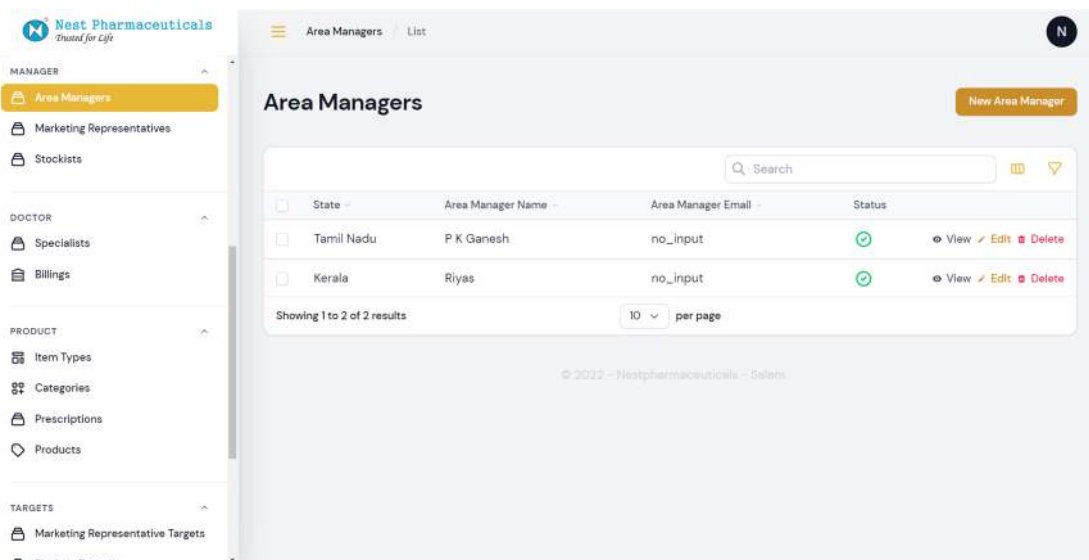 Nest Pharmaceuticals
Trusted for Life
Area Managers / List
N
MANAGER
Area Managers
Marketing Representatives
Stockists
DOCTOR
Specialists
Billings
PRODUCT
Item Types
Categories
Prescriptions
Products
TARGETS
Marketing Representative Targets
Area Managers
New Area Manager
Search
State Area Manager Name Area Manager Email Status
Tamil Nadu P K Ganesh no_input View Edit Delete
Kerala Riyas no_input View Edit Delete
Showing 1 to 2 of 2 results 10 per page
© 2022 - Nestpharmaceuticals - Salem